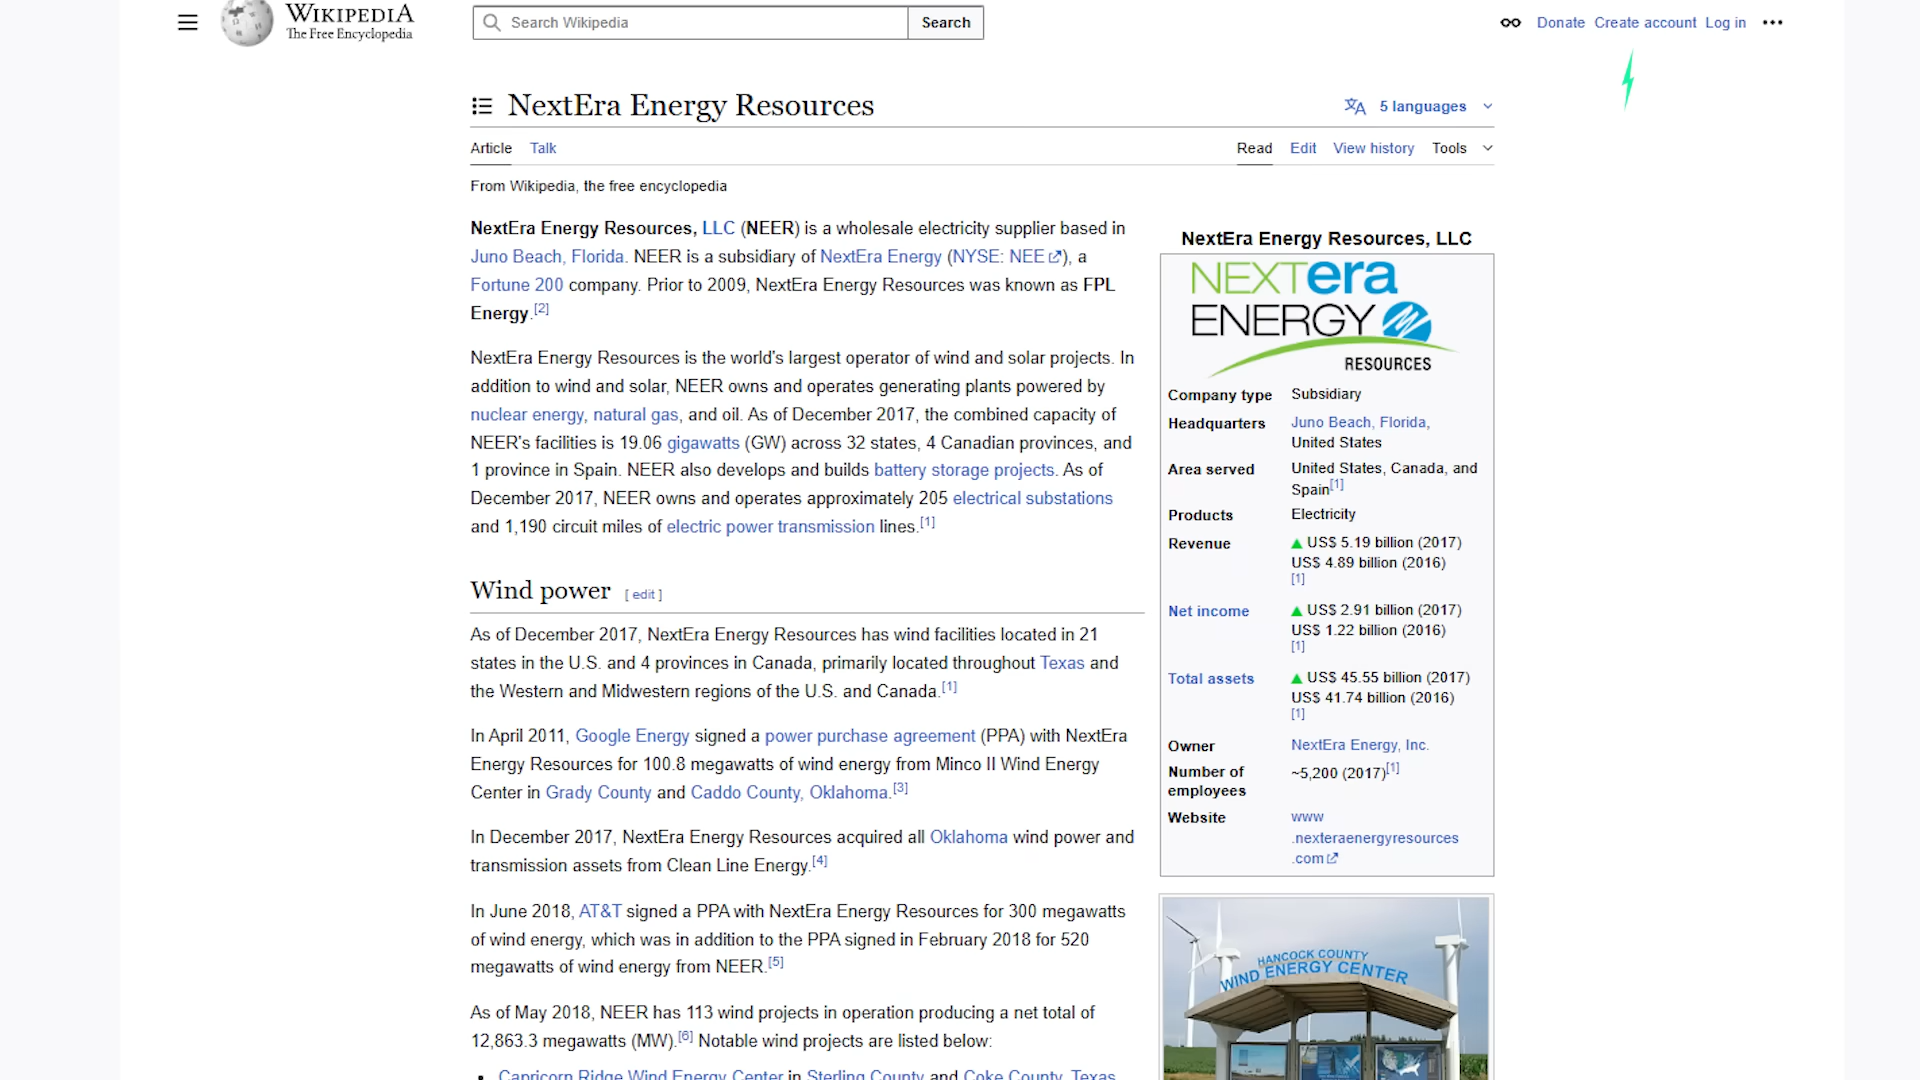 WIKIPEDIA
The Free Encyclopedia
Search Wikipedia
Search
Donate Create account Log in
NextEra Energy Resources
5 languages
Article Talk
Read Edit View history Tools
From Wikipedia, the free encyclopedia
NextEra Energy Resources, LLC (NEER) is a wholesale electricity supplier based in
Juno Beach, Florida. NEER is a subsidiary of NextEra Energy (NYSE: NEE), a
Fortune 200 company. Prior to 2009, NextEra Energy Resources was known as FPL
Energy.[2]
NextEra Energy Resources is the world's largest operator of wind and solar projects. In
addition to wind and solar, NEER owns and operates generating plants powered by
nuclear energy, natural gas, and oil. As of December 2017, the combined capacity of
NEER's facilities is 19.06 gigawatts (GW) across 32 states, 4 Canadian provinces, and
1 province in Spain. NEER also develops and builds battery storage projects. As of
December 2017, NEER owns and operates approximately 205 electrical substations
and 1,190 circuit miles of electric power transmission lines.[1]
Wind power [ edit ]
As of December 2017, NextEra Energy Resources has wind facilities located in 21
states in the U.S. and 4 provinces in Canada, primarily located throughout Texas and
the Western and Midwestern regions of the U.S. and Canada.[1]
In April 2011, Google Energy signed a power purchase agreement (PPA) with NextEra
Energy Resources for 100.8 megawatts of wind energy from Minco II Wind Energy
Center in Grady County and Caddo County, Oklahoma.[3]
In December 2017, NextEra Energy Resources acquired all Oklahoma wind power and
transmission assets from Clean Line Energy.[4]
In June 2018, AT&T signed a PPA with NextEra Energy Resources for 300 megawatts
of wind energy, which was in addition to the PPA signed in February 2018 for 520
megawatts of wind energy from NEER.[5]
As of May 2018, NEER has 113 wind projects in operation producing a net total of
12,863.3 megawatts (MW).[6] Notable wind projects are listed below:
Capricorn Ridge Wind Energy Center in Sterling County and Coke County, Texas
NextEra Energy Resources, LLC
NEXTera
ENERGY
RESOURCES
Company type Subsidiary
Headquarters Juno Beach, Florida,
United States
Area served United States, Canada, and
Spain[1]
Products Electricity
Revenue ▲ US$ 5.19 billion (2017)
US$ 4.89 billion (2016)
[1]
Net income ▲ US$ 2.91 billion (2017)
US$ 1.22 billion (2016)
[1]
Total assets ▲ US$ 45.55 billion (2017)
US$ 41.74 billion (2016)
[1]
Owner NextEra Energy, Inc.
Number of ~5,200 (2017)[1]
employees
Website www
.nexteraenergyresources
.com
HANCOCK COUNTY
WIND ENERGY CENTER